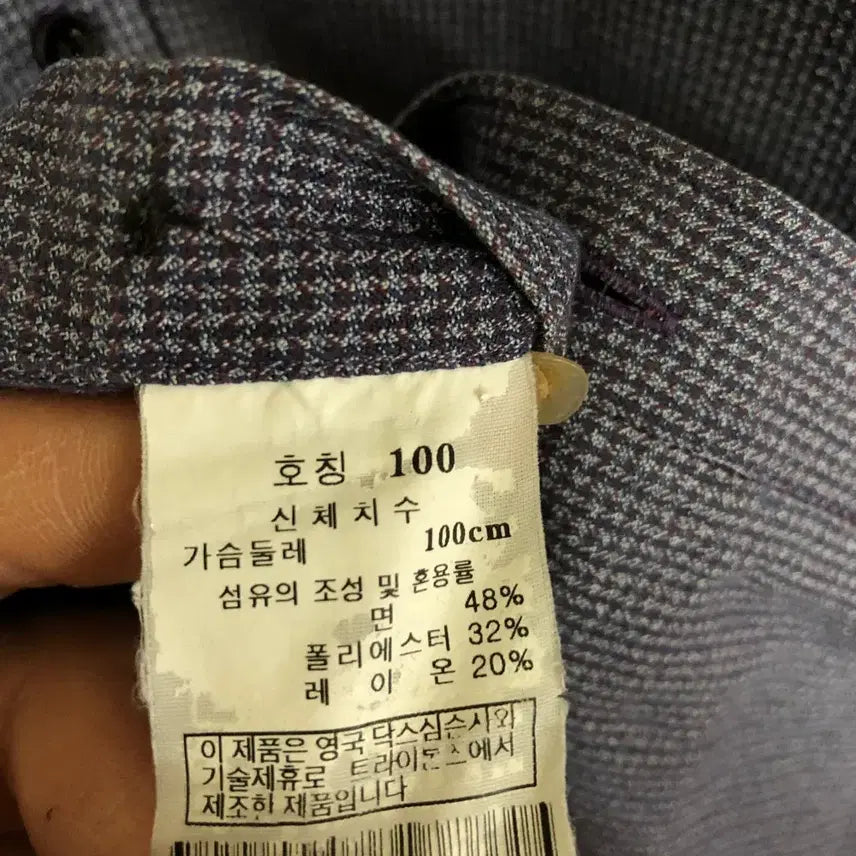 호칭 100
신체치수
가슴둘레 100cm
섬유의 조성 및 혼용률
면 48%
폴리에스터 32%
레이온 20%
이 제품은 영국 닥스심슨사와
기술제휴로 트라이돈스에서
제조한 제품입니다